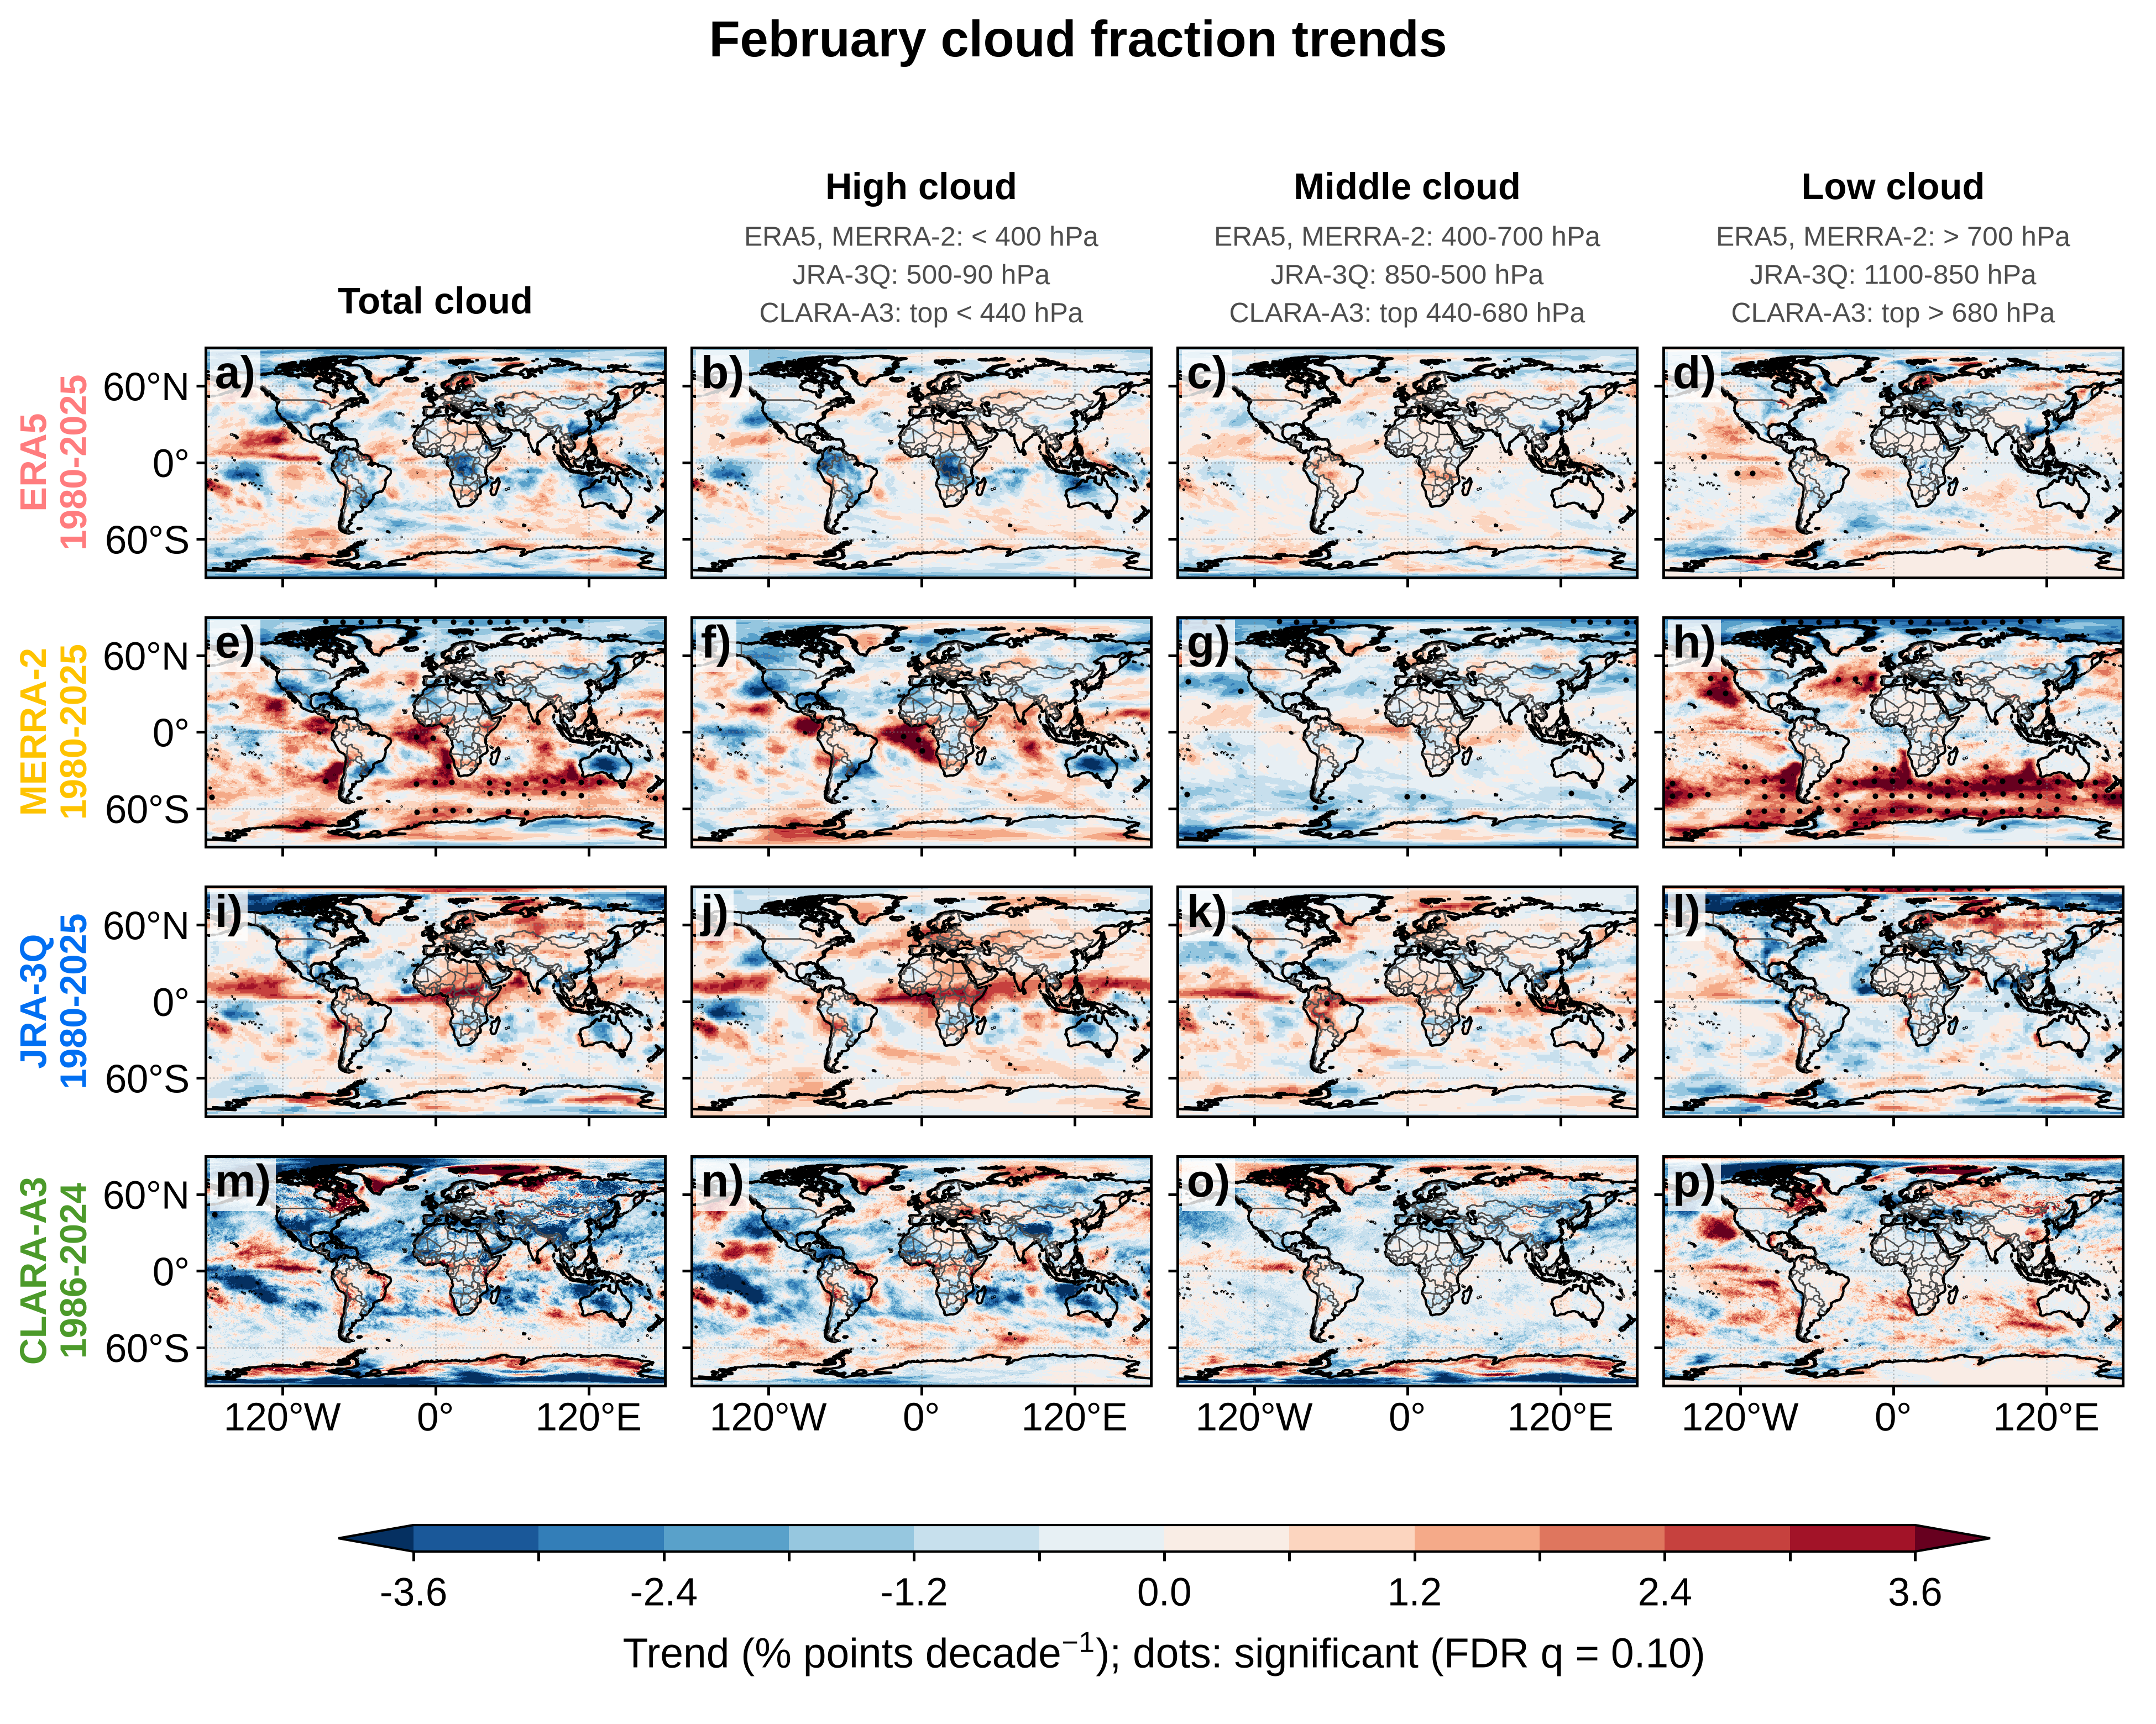 February cloud fraction trends
Total cloud
High cloud
ERA5, MERRA-2: < 400 hPa
JRA-3Q: 500-90 hPa
CLARA-A3: top < 440 hPa
Middle cloud
ERA5, MERRA-2: 400-700 hPa
JRA-3Q: 850-500 hPa
CLARA-A3: top 440-680 hPa
Low cloud
ERA5, MERRA-2: > 700 hPa
JRA-3Q: 1100-850 hPa
CLARA-A3: top > 680 hPa
ERA5
1980-2025
60°N
0°
60°S
a)
b)
c)
d)
MERRA-2
1980-2025
60°N
0°
60°S
e)
f)
g)
h)
JRA-3Q
1980-2025
60°N
0°
60°S
i)
j)
k)
l)
CLARA-A3
1986-2024
60°N
0°
60°S
m)
n)
o)
p)
120°W 0° 120°E
120°W 0° 120°E
120°W 0° 120°E
120°W 0° 120°E
-3.6 -2.4 -1.2 0.0 1.2 2.4 3.6
Trend (% points decade⁻¹); dots: significant (FDR q = 0.10)